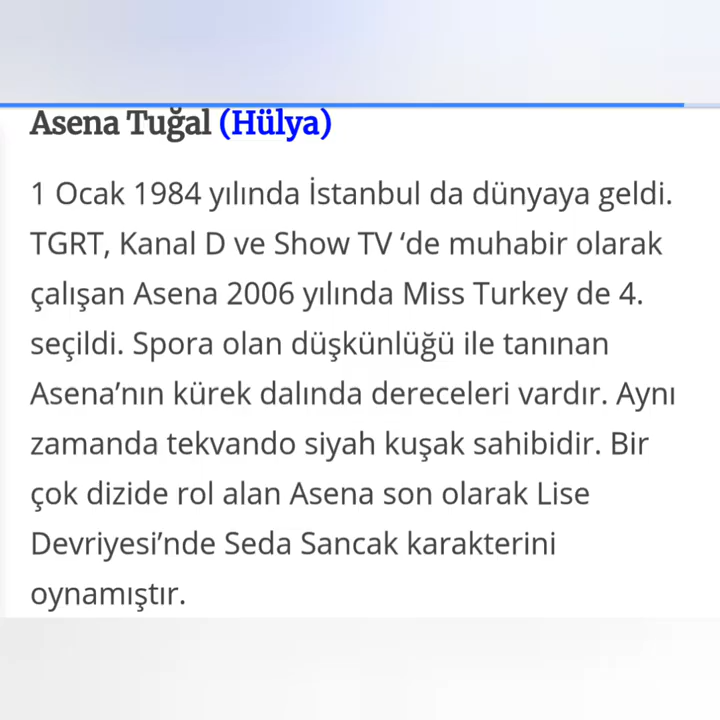 Asena Tuğal (Hülya)
1 Ocak 1984 yılında İstanbul da dünyaya geldi.
TGRT, Kanal D ve Show TV ‘de muhabir olarak
çalışan Asena 2006 yılında Miss Turkey de 4.
seçildi. Spora olan düşkünlüğü ile tanınan
Asena’nın kürek dalında dereceleri vardır. Aynı
zamanda tekvando siyah kuşak sahibidir. Bir
çok dizide rol alan Asena son olarak Lise
Devriyesi’nde Seda Sancak karakterini
oynamıştır.